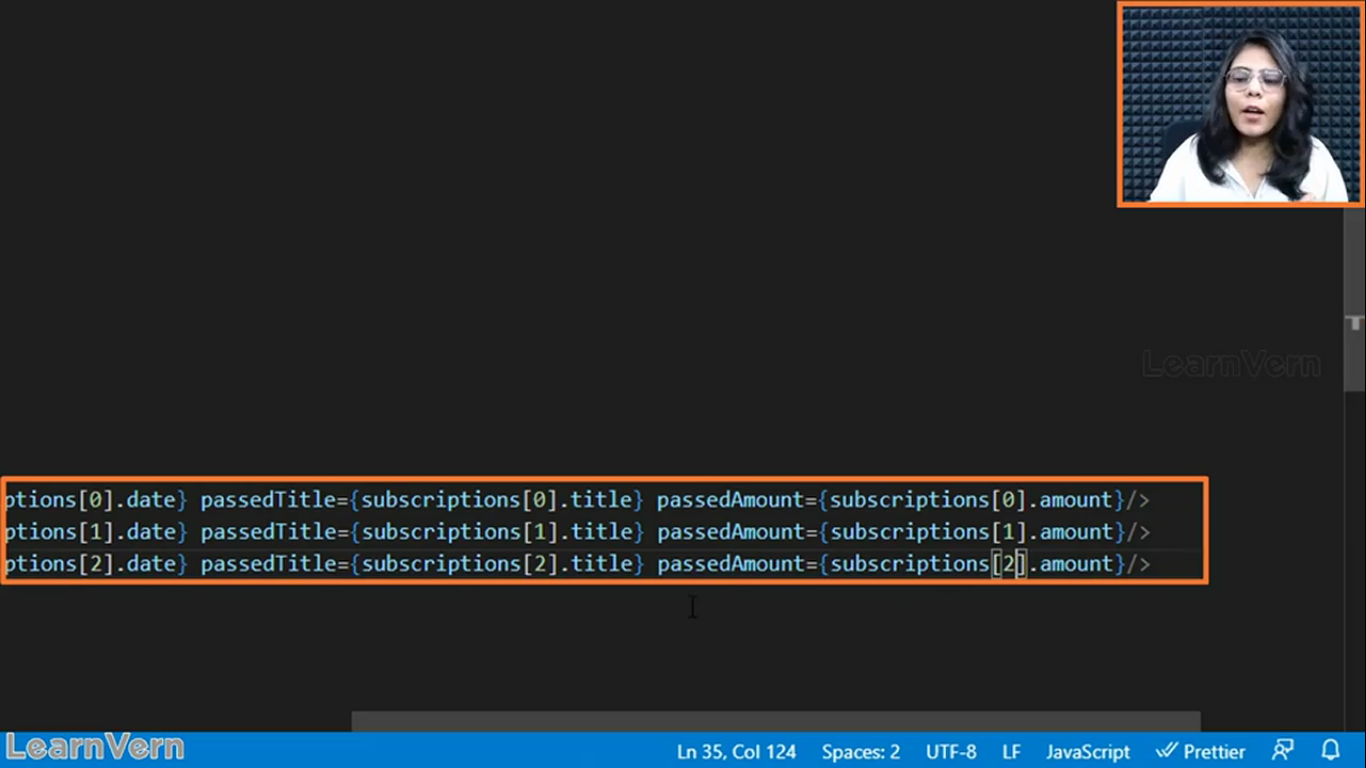 LearnVern
ptions[0].date} passedTitle={subscriptions[0].title} passedAmount={subscriptions[0].amount}/>
ptions[1].date} passedTitle={subscriptions[1].title} passedAmount={subscriptions[1].amount}/>
ptions[2].date} passedTitle={subscriptions[2].title} passedAmount={subscriptions[2].amount}/>
LearnVern Ln 35, Col 124 Spaces: 2 UTF-8 LF JavaScript Prettier